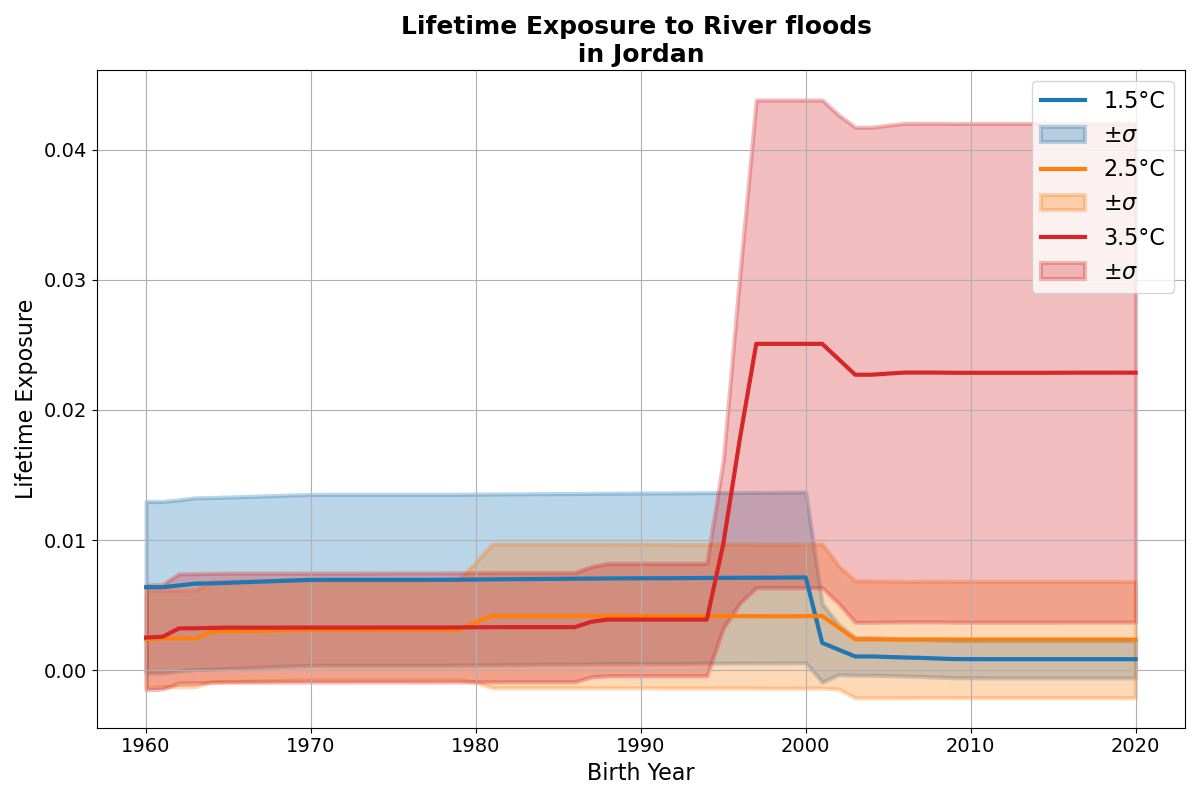 Lifetime Exposure to River floods
in Jordan
Lifetime Exposure
0.04
0.03
0.02
0.01
0.00
1960
1970
1980
1990
2000
2010
2020
Birth Year
1.5°C
±σ
2.5°C
±σ
3.5°C
±σ